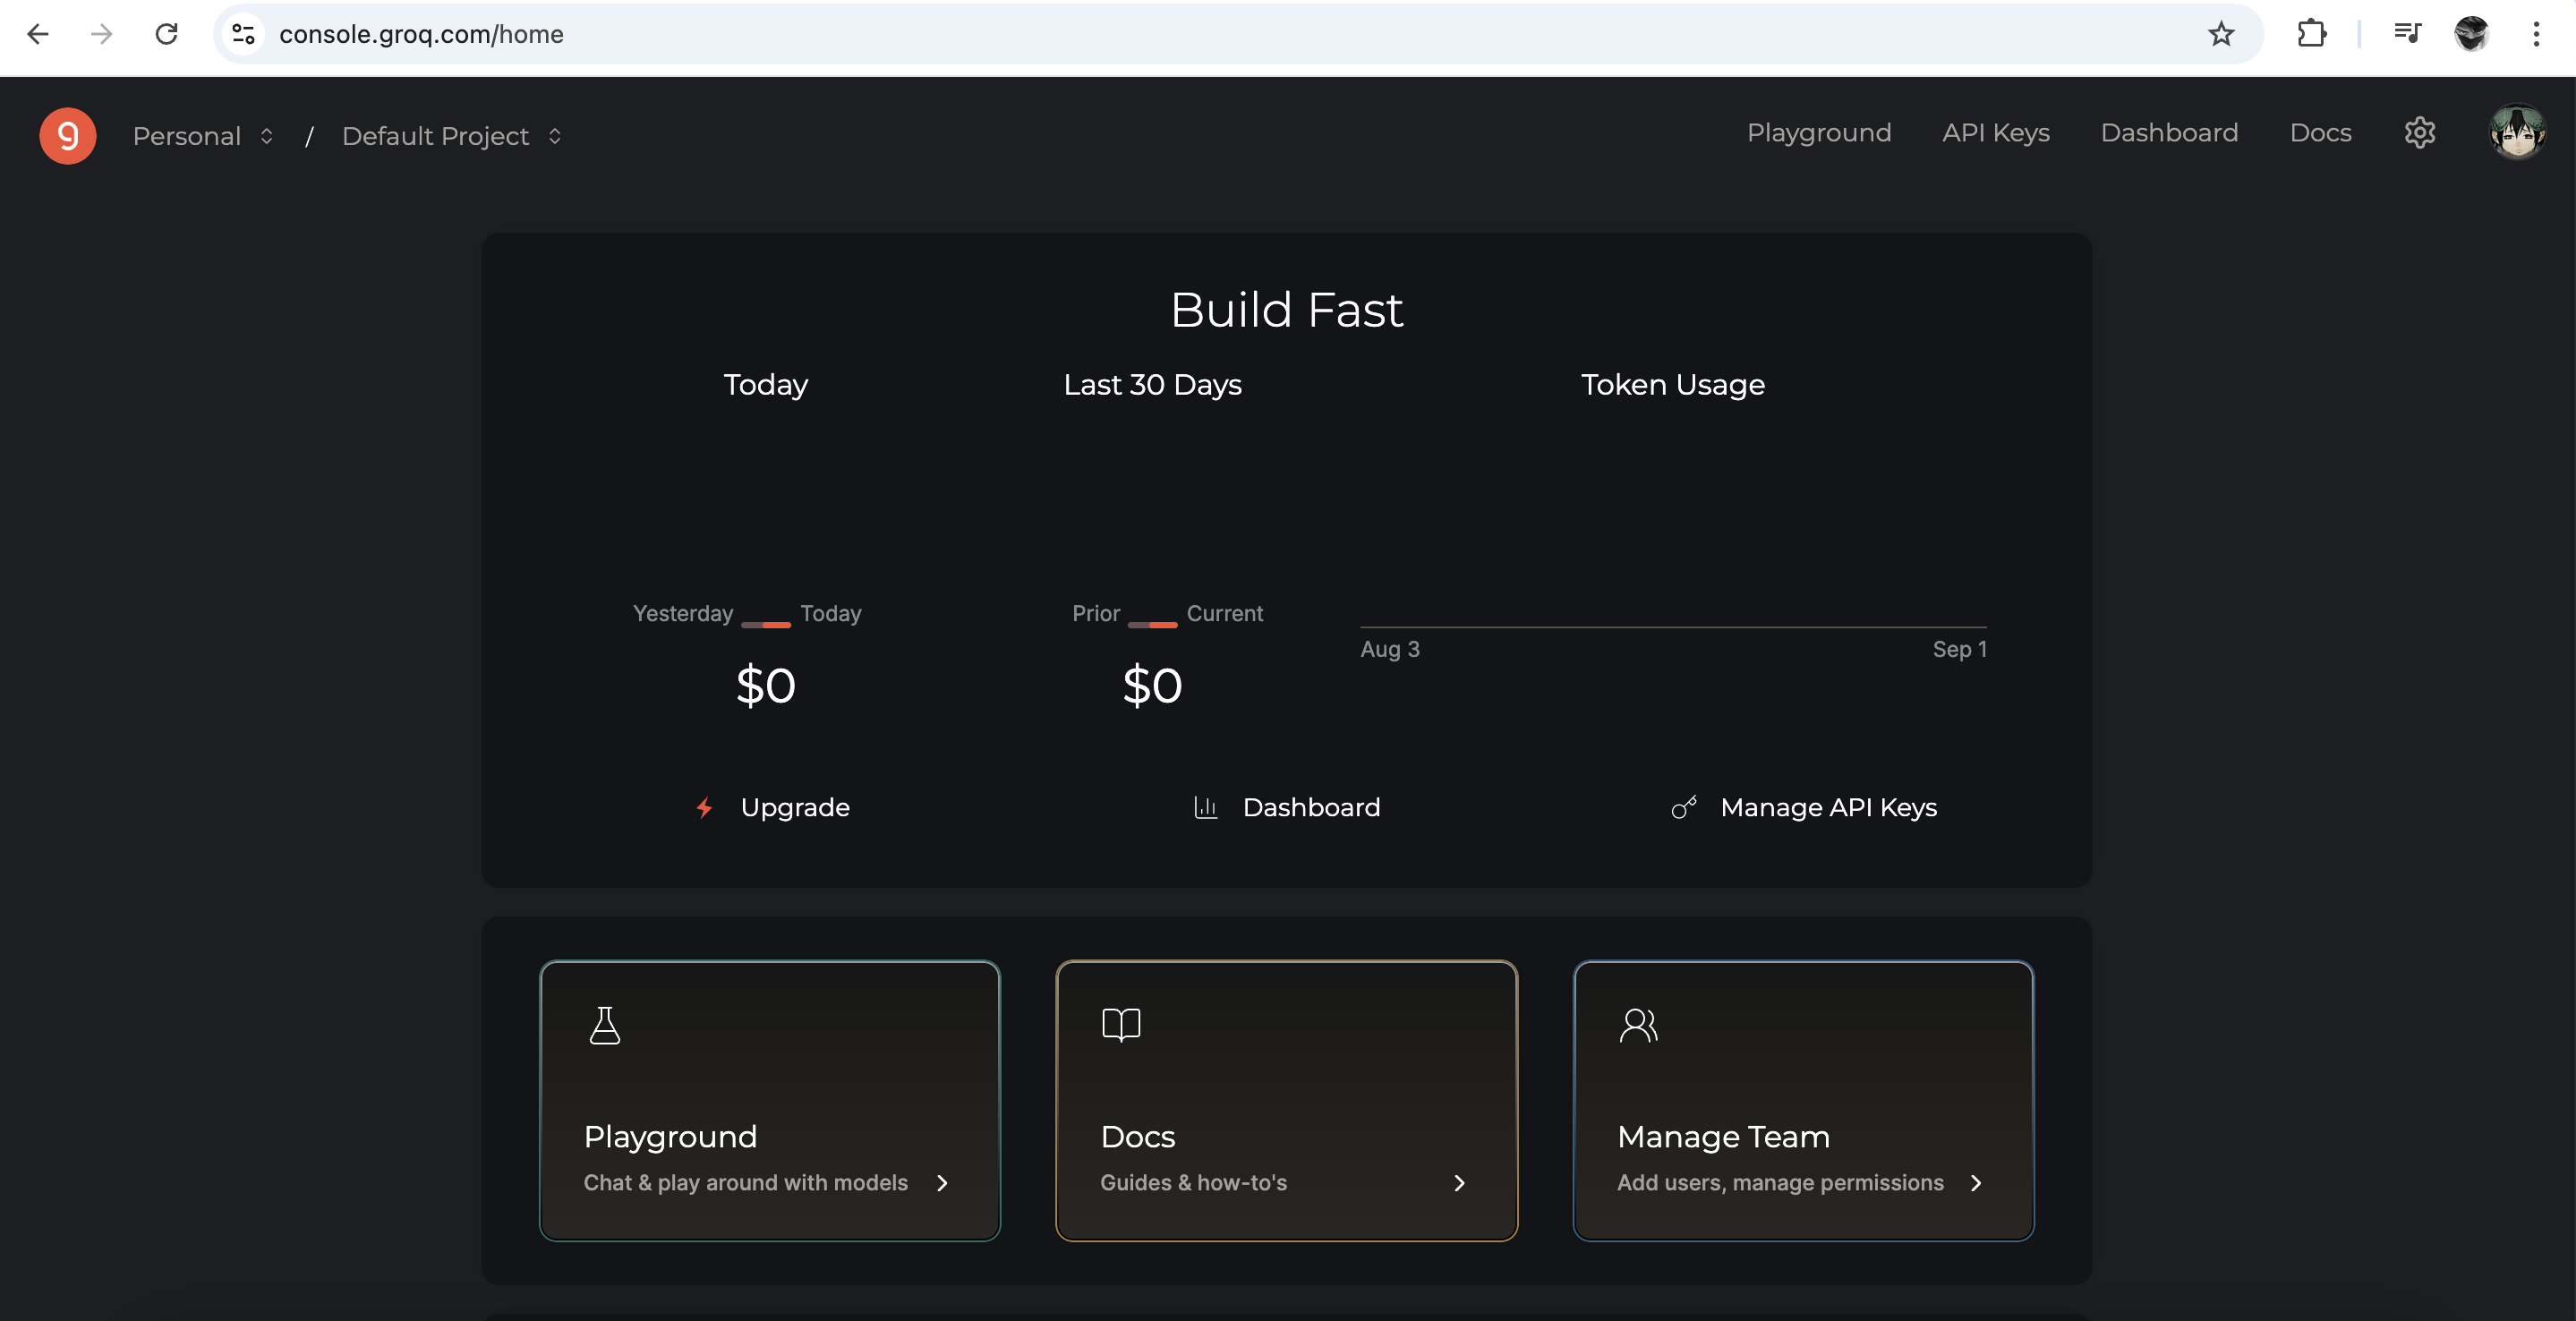 console.groq.com/home
g Personal / Default Project Playground API Keys Dashboard Docs
Build Fast
Today Last 30 Days Token Usage
Yesterday Today Prior Current
Aug 3 Sep 1
$0 $0
Upgrade Dashboard Manage API Keys
Playground
Chat & play around with models
Docs
Guides & how-to's
Manage Team
Add users, manage permissions